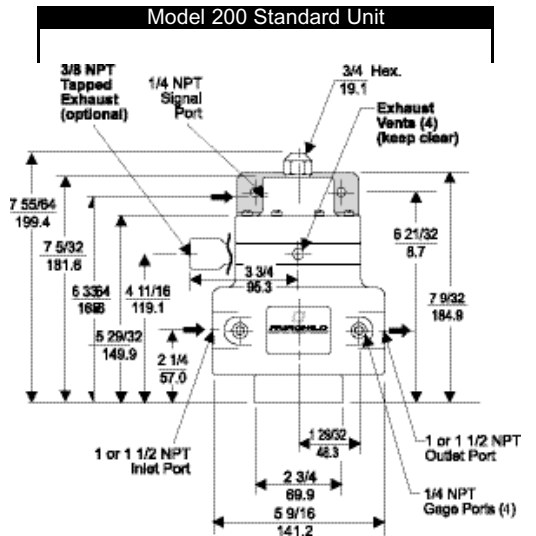 Model 200 Standard Unit
3/8 NPT
Tapped
Exhaust
(optional)
1/4 NPT
Signal
Port
3/4 Hex.
19.1
Exhaust
Vents (4)
(keep clear)
7 55/64
199.4
7 5/32
181.6
6 33/64
5 29/32
149.9
4 11/16
119.1
2 1/4
57.0
3 3/4
95.3
6 21/32
8.7
7 9/32
184.9
FAIRCHILD
1 or 1 1/2 NPT
Inlet Port
1 29/32
48.3
2 3/4
69.9
5 9/16
141.2
1 or 1 1/2 NPT
Outlet Port
1/4 NPT
Gage Ports (4)